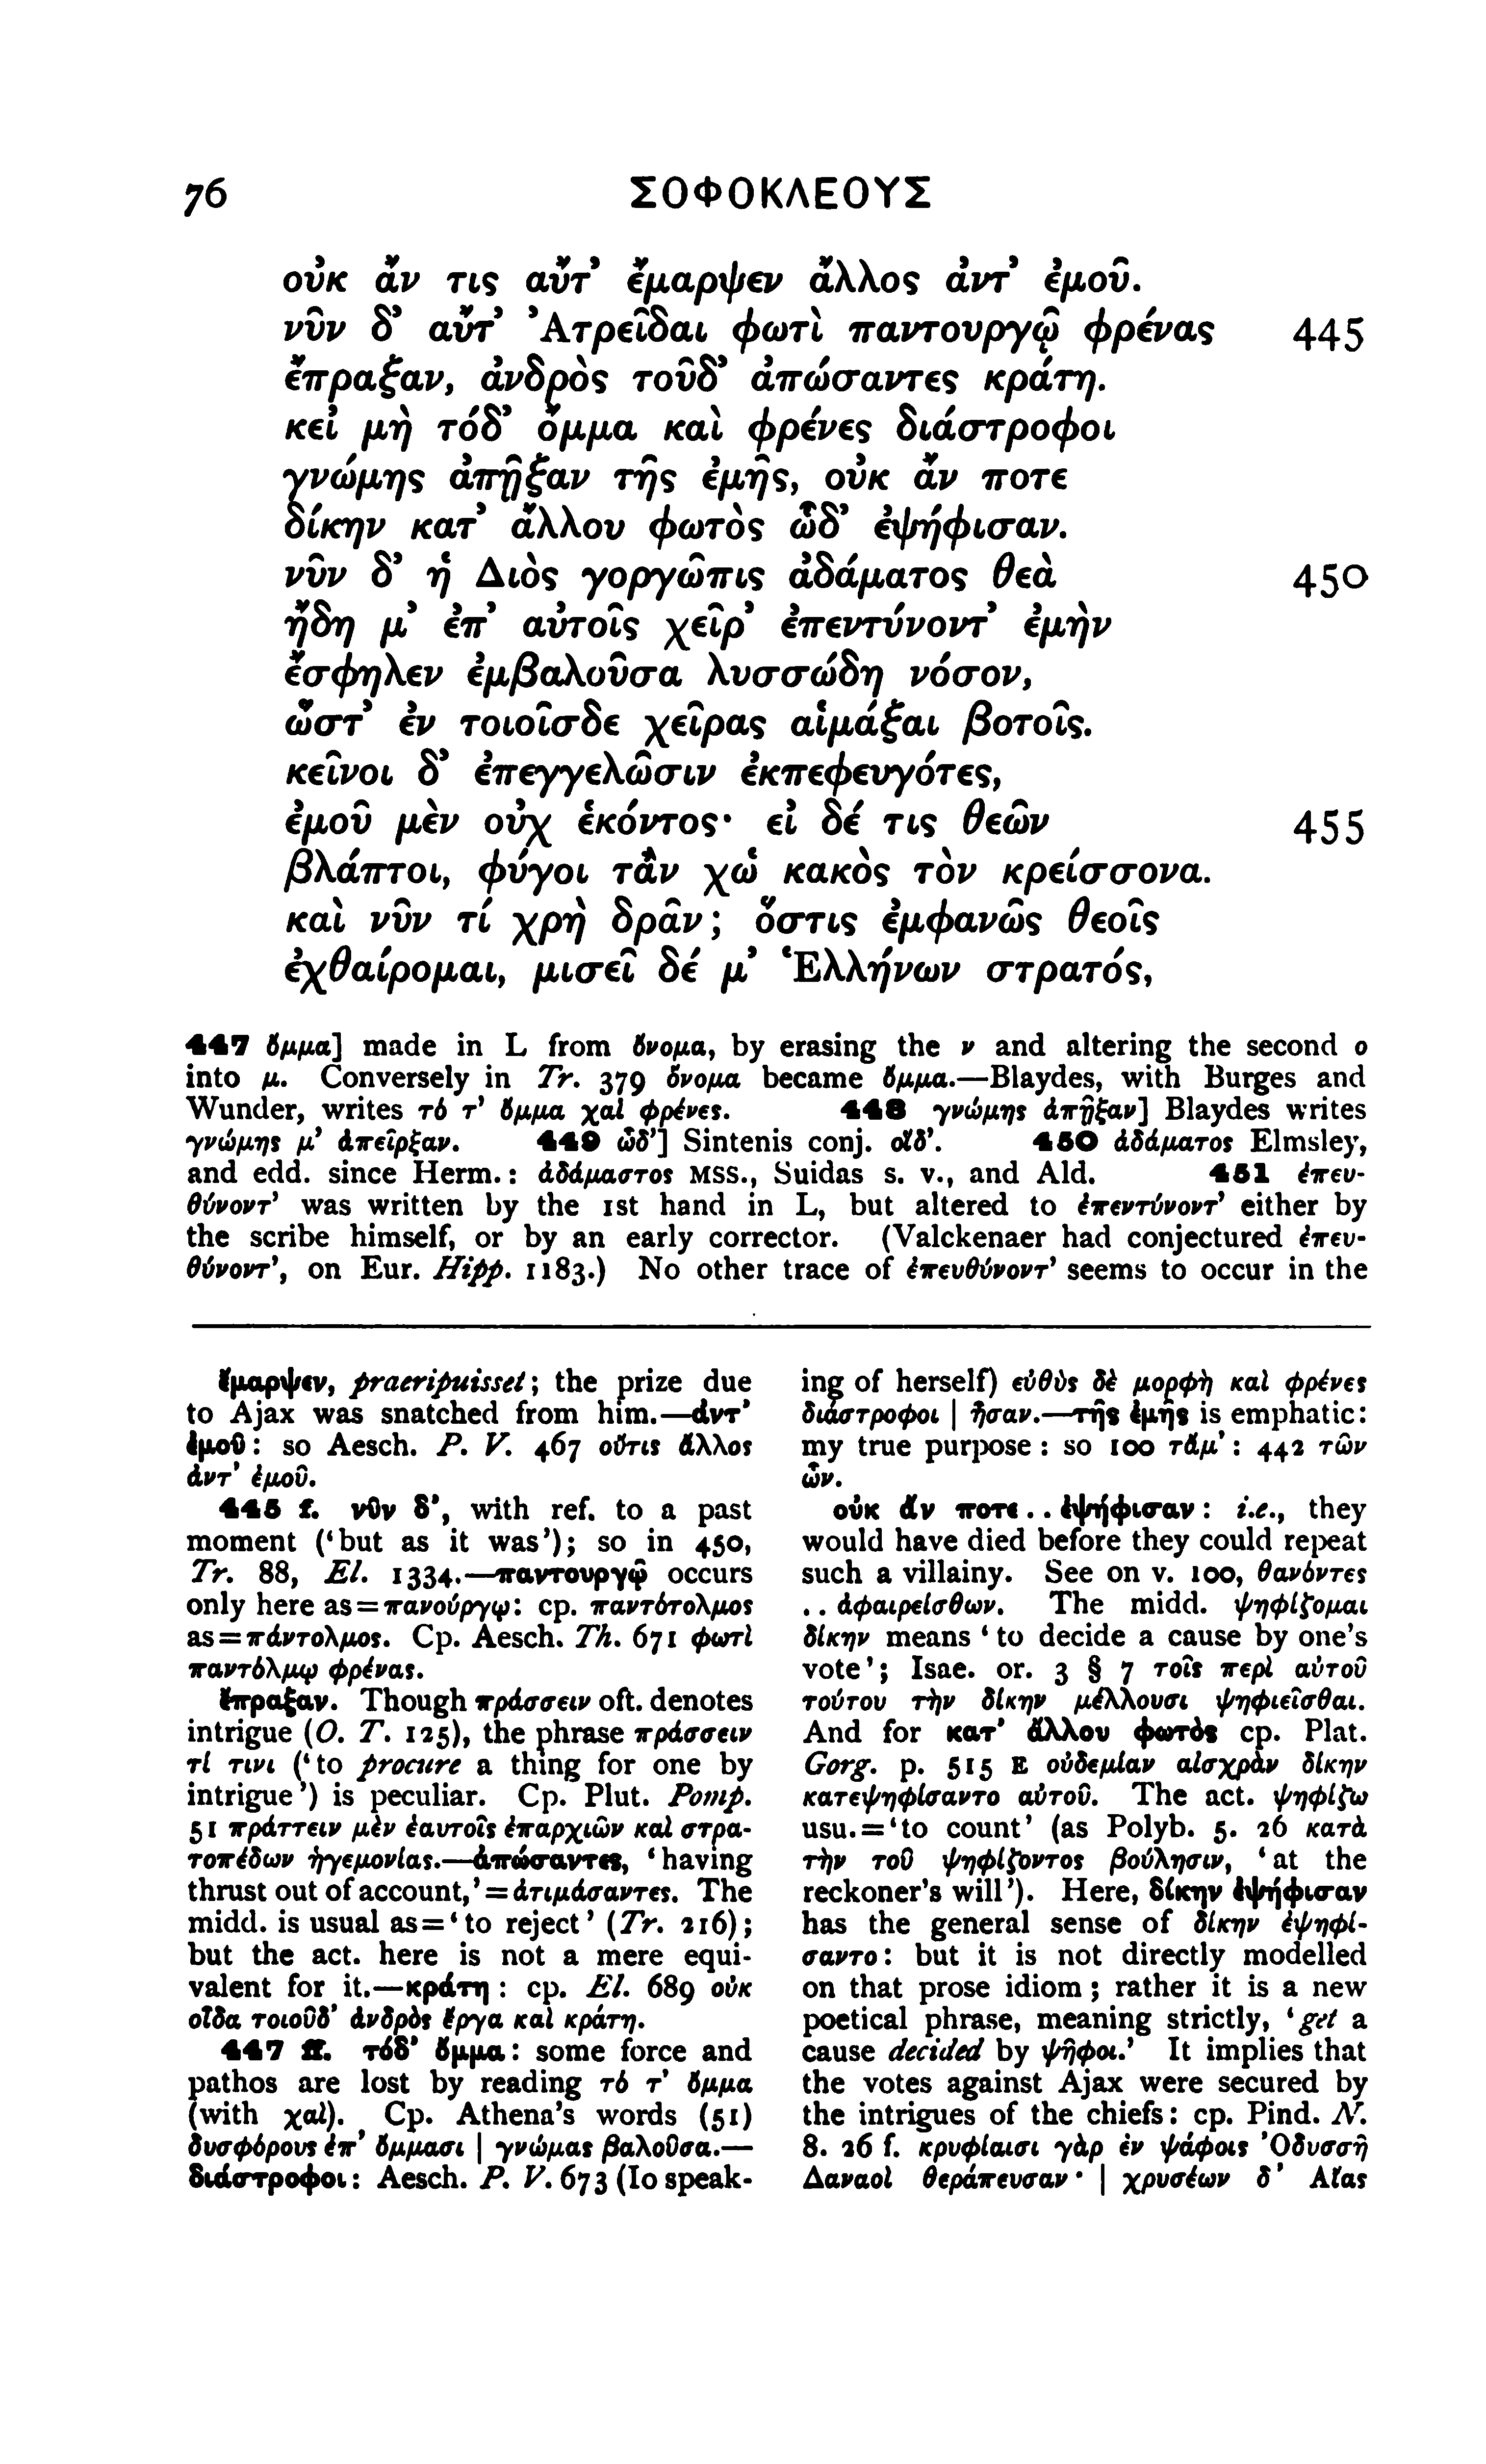 76 ΣΟΦΟΚΛΕΟΥΣ
οὐκ ἄν τις αὔτ’ ἔμαρψεν ἄλλος ἀντ’ ἐμοῦ.
νῦν δ’ αὔτ’ Ἀτρεῖδαι φωτὶ παντουργῷ φρένας 445
ἔπραξαν, ἀνδρὸς τοῦδ’ ἀπώσαντες κράτη.
κεἰ μὴ τόδ’ ὄμμα καὶ φρένες διάστροφοι
γνώμης ἀπῇξαν τῆς ἐμῆς, οὐκ ἄν ποτε
δίκην κατ’ ἄλλου φωτὸς ὧδ’ ἐψήφισαν.
νῦν δ’ ἡ Διὸς γοργῶπις ἀδάματος θεὰ 450
ἤδη μ’ ἐπ’ αὐτοῖς χεῖρ’ ἐπεντύνοντ’ ἐμὴν
ἔσφηλεν ἐμβαλοῦσα λυσσώδη νόσον,
ὥστ’ ἐν τοιοῖσδε χεῖρας αἱμάξαι βοτοῖς.
κεῖνοι δ’ ἐπεγγελῶσιν ἐκπεφευγότες,
ἐμοῦ μὲν οὐχ ἑκόντος· εἰ δέ τις θεῶν 455
βλάπτοι, φύγοι τἂν χὠ κακὸς τὸν κρείσσονα.
καὶ νῦν τί χρὴ δρᾶν; ὅστις ἐμφανῶς θεοῖς
ἐχθαίρομαι, μισεῖ δέ μ’ Ἑλλήνων στρατός,
447 ὄμμα] made in L from ὄνομα, by erasing the ν and altering the second ο
into μ. Conversely in Tr. 379 ὄνομα became ὄμμα.—Blaydes, with Burges and
Wunder, writes τό τ’ ὄμμα χαἰ φρένες. 448 γνώμης ἀπῇξαν] Blaydes writes
γνώμης μ’ ἀπεῖρξαν. 449 ὧδ’] Sintenis conj. οἵδ’. 450 ἀδάματος Elmsley,
and edd. since Herm.: ἀδάμαστος MSS., Suidas s. v., and Ald. 451 ἐπευ-
θύνοντ’ was written by the 1st hand in L, but altered to ἐπεντύνοντ’ either by
the scribe himself, or by an early corrector. (Valckenaer had conjectured ἐπευ-
θύνοντ’, on Eur. Hipp. 1183.) No other trace of ἐπευθύνοντ’ seems to occur in the
ἔμαρψεν, praeripuisset; the prize due
to Ajax was snatched from him.—ἀντ’
ἐμοῦ: so Aesch. P. V. 467 οὔτις ἄλλος
ἀντ’ ἐμοῦ.
445 f. νῦν δ’, with ref. to a past
moment (‘but as it was’); so in 450,
Tr. 88, El. 1334.—παντουργῷ occurs
only here as=πανούργῳ: cp. παντότολμος
as=πάντολμος. Cp. Aesch. Th. 671 φωτὶ
παντόλμῳ φρένας.
ἔπραξαν. Though πράσσειν oft. denotes
intrigue (O. T. 125), the phrase πράσσειν
τί τινι (‘to procure a thing for one by
intrigue’) is peculiar. Cp. Plut. Pomp.
51 πράττειν μὲν ἑαυτοῖς ἐπαρχιῶν καὶ στρα-
τοπέδων ἡγεμονίας.—ἀπώσαντες, ‘having
thrust out of account,’=ἀτιμάσαντες. The
midd. is usual as=‘to reject’ (Tr. 216);
but the act. here is not a mere equi-
valent for it.—κράτη: cp. El. 689 οὐκ
οἶδα τοιοῦδ’ ἀνδρὸς ἔργα καὶ κράτη.
447 ff. τόδ’ ὄμμα: some force and
pathos are lost by reading τό τ’ ὄμμα
(with χαἰ). Cp. Athena’s words (51)
δυσφόρους ἐπ’ ὄμμασι | γνώμας βαλοῦσα.—
διάστροφοι: Aesch. P. V. 673 (Io speak-
ing of herself) εὐθὺς δὲ μορφὴ καὶ φρένες
διάστροφοι | ἦσαν.—τῆς ἐμῆς is emphatic:
my true purpose: so 100 τἄμ’: 442 τῶν
ὧν.
οὐκ ἄν ποτε..ἐψήφισαν: i.e., they
would have died before they could repeat
such a villainy. See on v. 100, θανόντες
..ἀφαιρείσθων. The midd. ψηφίζομαι
δίκην means ‘to decide a cause by one’s
vote’; Isae. or. 3 § 7 τοῖς περὶ αὐτοῦ
τούτου τὴν δίκην μέλλουσι ψηφιεῖσθαι.
And for κατ’ ἄλλου φωτὸς cp. Plat.
Gorg. p. 515 E οὐδεμίαν αἰσχρὰν δίκην
κατεψηφίσαντο αὐτοῦ. The act. ψηφίζω
usu.=‘to count’ (as Polyb. 5. 26 κατὰ
τὴν τοῦ ψηφίζοντος βούλησιν, ‘at the
reckoner’s will’). Here, δίκην ἐψήφισαν
has the general sense of δίκην ἐψηφί-
σαντο: but it is not directly modelled
on that prose idiom; rather it is a new
poetical phrase, meaning strictly, ‘get a
cause decided by ψῆφοι.’ It implies that
the votes against Ajax were secured by
the intrigues of the chiefs: cp. Pind. N.
8. 26 f. κρυφίαισι γὰρ ἐν ψάφοις Ὀδυσσῆ
Δαναοὶ θεράπευσαν· | χρυσέων δ’ Αἴας